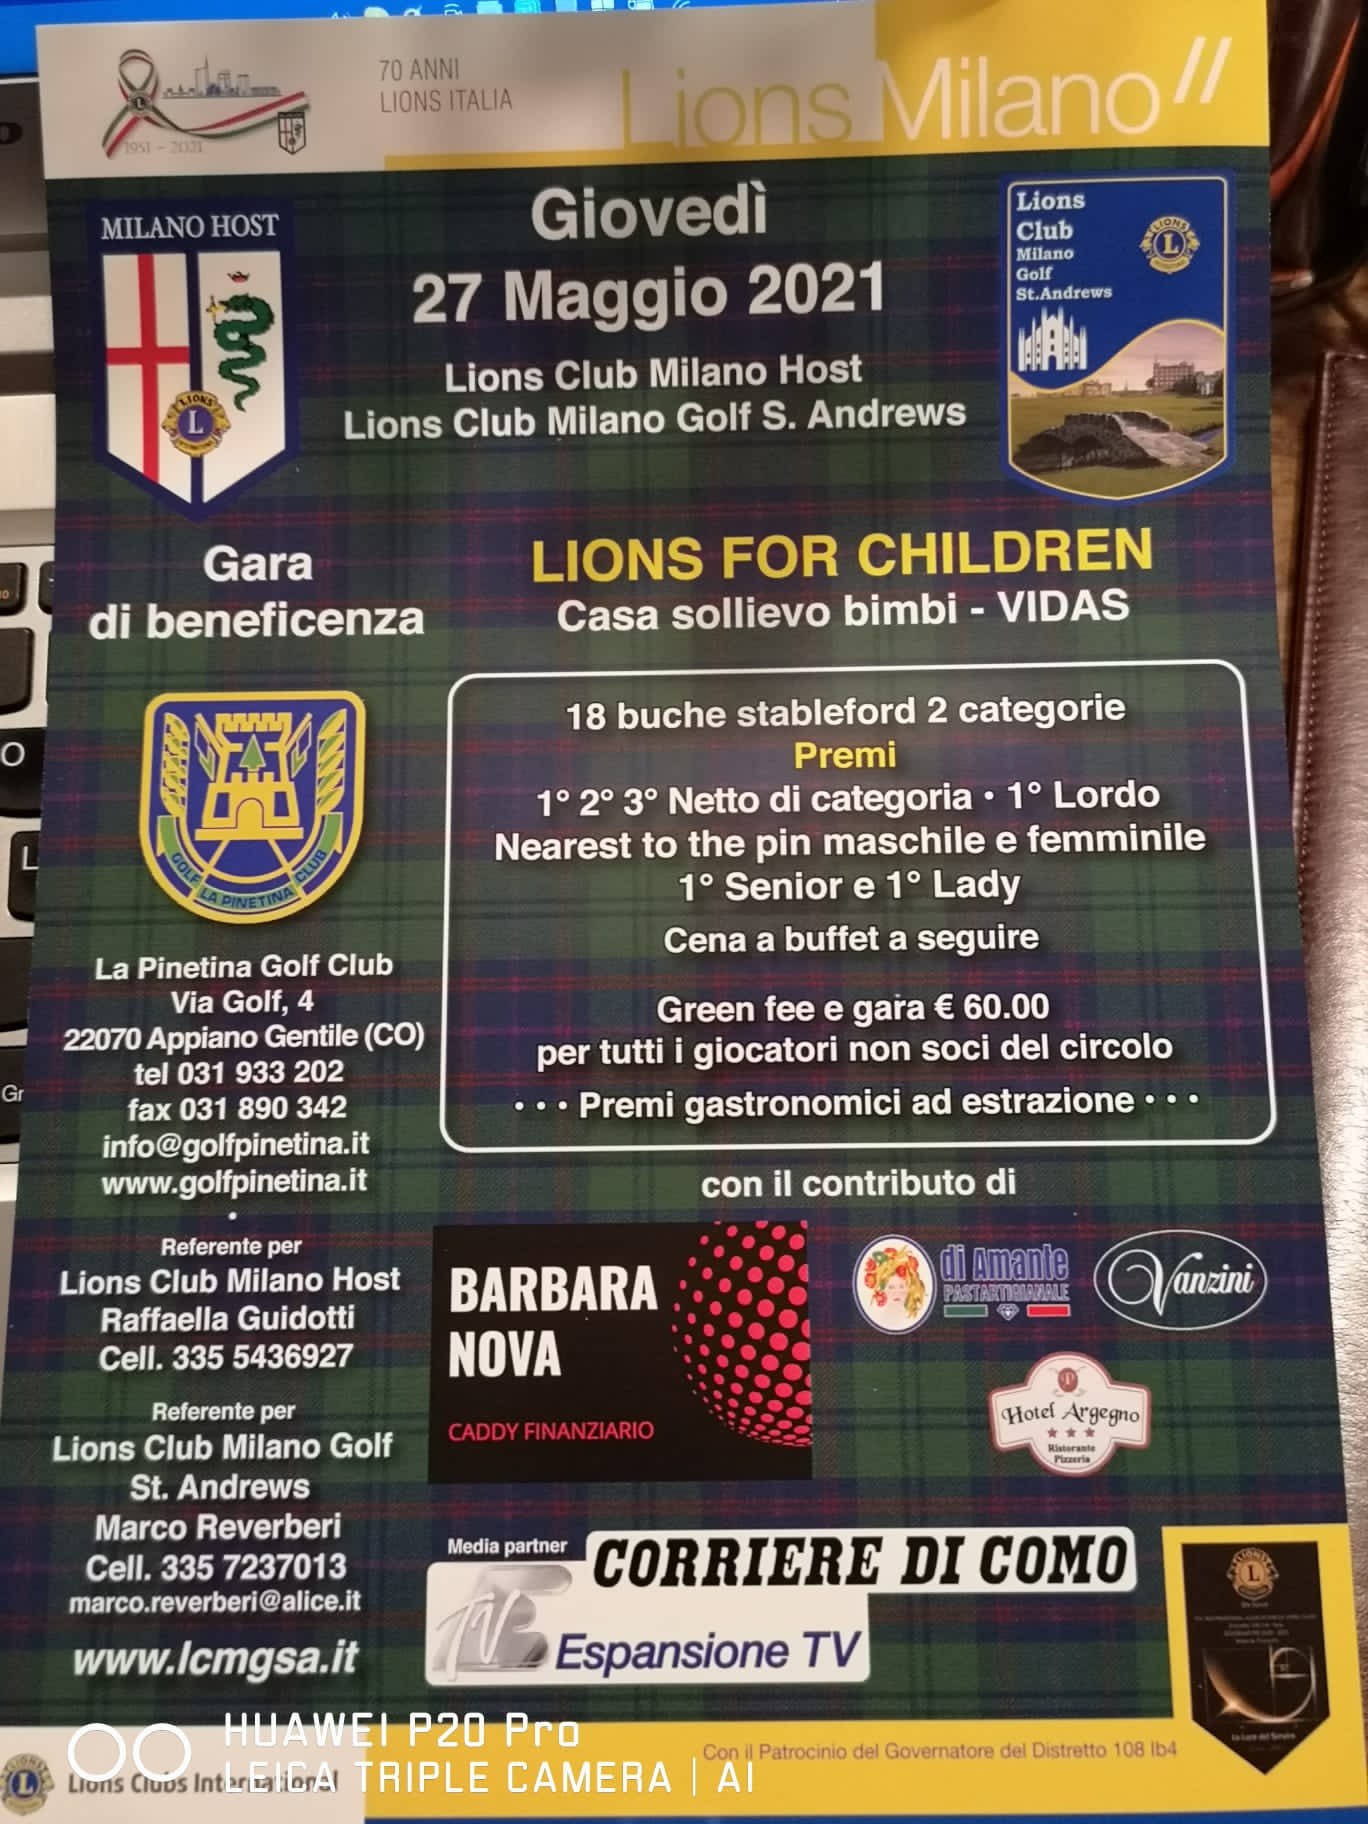 70 ANNI
LIONS ITALIA
Lions Milano
1951 - 2021
MILANO HOST
Giovedì
27 Maggio 2021
Lions Club Milano Host
Lions Club Milano Golf S. Andrews
Lions
Club
Milano
Golf
St.Andrews
LIONS
L
LIONS
L
Gara
di beneficenza
LIONS FOR CHILDREN
Casa sollievo bimbi - VIDAS
18 buche stableford 2 categorie
Premi
1° 2° 3° Netto di categoria • 1° Lordo
Nearest to the pin maschile e femminile
1° Senior e 1° Lady
Cena a buffet a seguire
Green fee e gara € 60.00
per tutti i giocatori non soci del circolo
• • • Premi gastronomici ad estrazione • • •
GOLF LA PINETINA CLUB
La Pinetina Golf Club
Via Golf, 4
22070 Appiano Gentile (CO)
tel 031 933 202
fax 031 890 342
info@golfpinetina.it
www.golfpinetina.it
•
Referente per
Lions Club Milano Host
Raffaella Guidotti
Cell. 335 5436927
Referente per
Lions Club Milano Golf
St. Andrews
Marco Reverberi
Cell. 335 7237013
marco.reverberi@alice.it
www.lcmgsa.it
con il contributo di
BARBARA
NOVA
CADDY FINANZIARIO
di Amante
PASTARTIGIANALE
Vanzini
Hotel Argegno
Ristorante
Pizzeria
Media partner
CORRIERE DI COMO
Espansione TV
LIONS
L
La Luce del Servire
Con il Patrocinio del Governatore del Distretto 108 Ib4
LIONS
L
Lions Clubs International
HUAWEI P20 Pro
LEICA TRIPLE CAMERA | AI